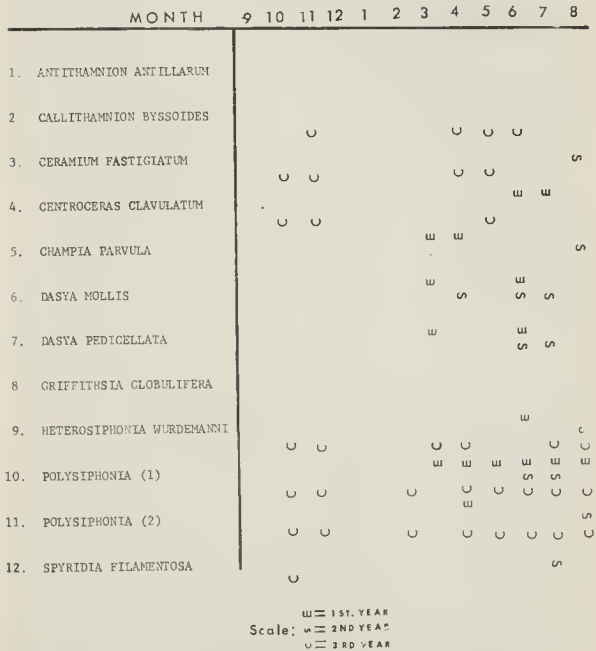 MONTH 9 10 11 12 1 2 3 4 5 6 7 8
1. ANTITHAMNION ANTILLARUM
2 CALLITHAMNION BYSSOIDES
C C C C
3. CERAMIUM FASTIGIATUM S
C C C C
4. CENTROCERAS CLAVULATUM E E
C C C
E E
5. CHAMPIA PARVULA S
E E
6. DASYA MOLLIS S S S
E E
7. DASYA PEDICELLATA S S
8 GRIFFITHSIA GLOBULIFERA
E
9. HETEROSIPHONIA WURDEMANNI C
C C C C C C
E E E E E E
10. POLYSIPHONIA (1) S S
C C C C C C C C
E
11. POLYSIPHONIA (2) S
C C C C C C C C
12. SPYRIDIA FILAMENTOSA S
C
E = 1ST. YEAR
Scale: S = 2ND YEAR
C = 3RD YEAR